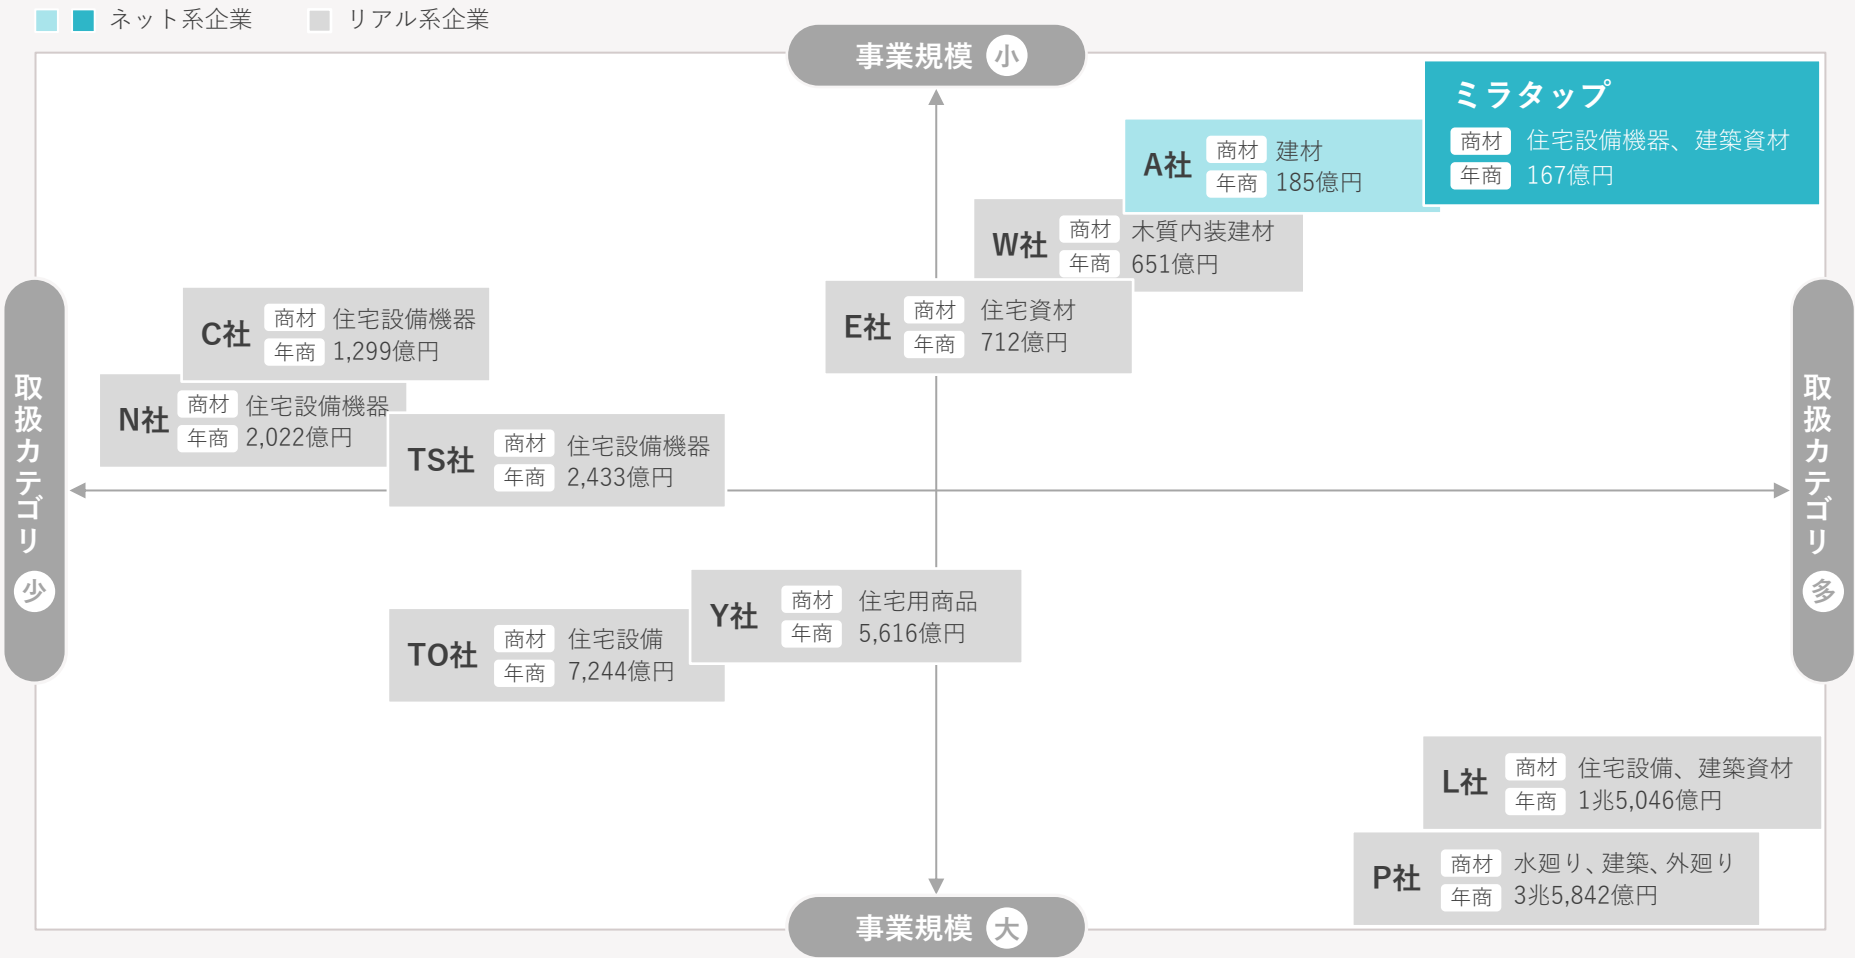 ネット系企業
リアル系企業
事業規模 小
ミラタップ
商材 住宅設備機器、建築資材
年商 167億円
A社
商材 建材
年商 185億円
W社
商材 木質内装建材
年商 651億円
E社
商材 住宅資材
年商 712億円
C社
商材 住宅設備機器
年商 1,299億円
N社
商材 住宅設備機器
年商 2,022億円
TS社
商材 住宅設備機器
年商 2,433億円
取扱カテゴリ 少
取扱カテゴリ 多
Y社
商材 住宅用商品
年商 5,616億円
TO社
商材 住宅設備
年商 7,244億円
L社
商材 住宅設備、建築資材
年商 1兆5,046億円
P社
商材 水廻り、建築、外廻り
年商 3兆5,842億円
事業規模 大